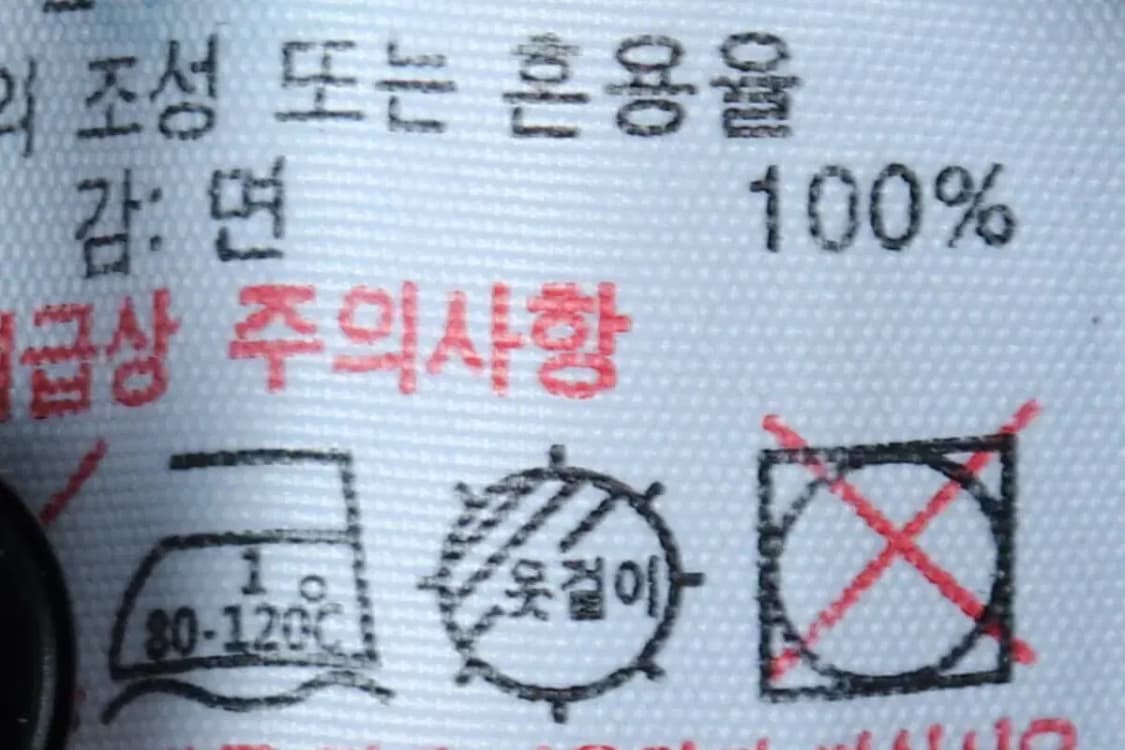 의 조성 또는 혼용율
감: 면 100%
급상 주의사항
1
80-120℃
옷걸이